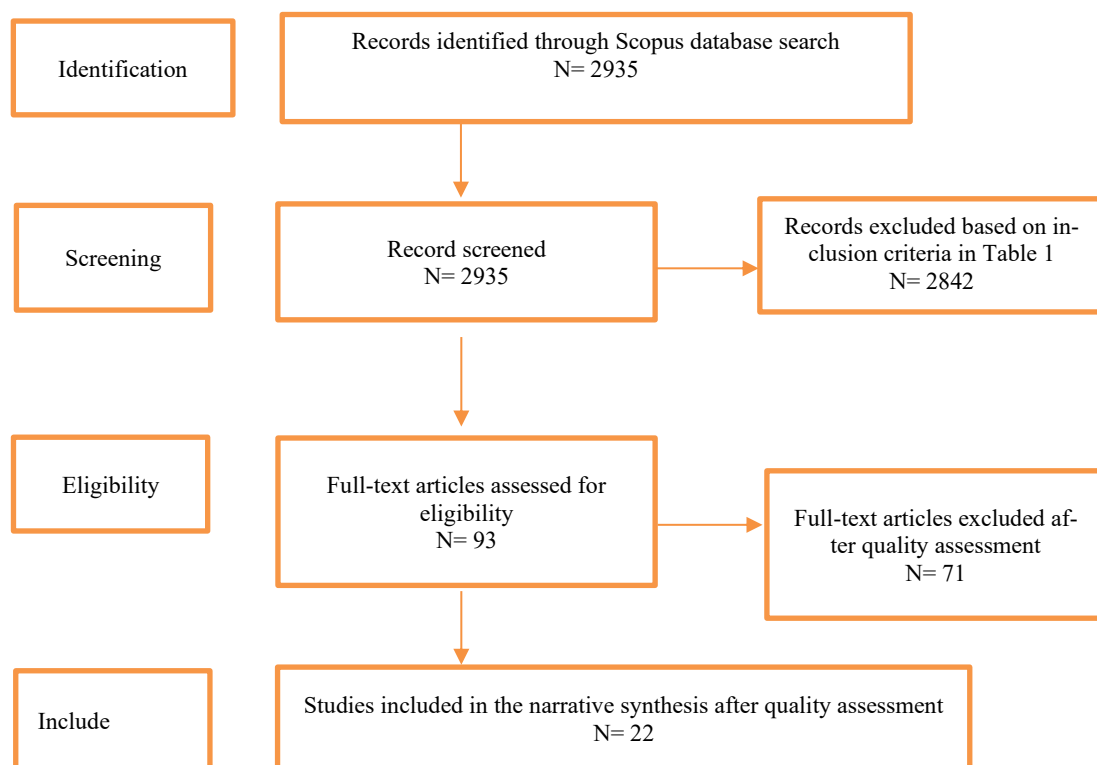 Identification
Records identified through Scopus database search
N= 2935
Screening
Record screened
N= 2935
Records excluded based on in-
clusion criteria in Table 1
N= 2842
Eligibility
Full-text articles assessed for
eligibility
N= 93
Full-text articles excluded af-
ter quality assessment
N= 71
Include
Studies included in the narrative synthesis after quality assessment
N= 22